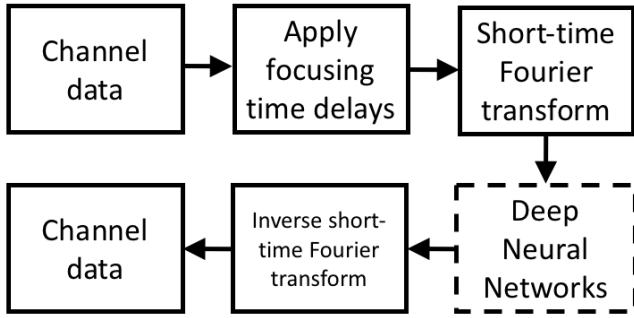 Channel
data
Apply
focusing
time delays
Short-time
Fourier
transform
Deep
Neural
Networks
Inverse short-
time Fourier
transform
Channel
data